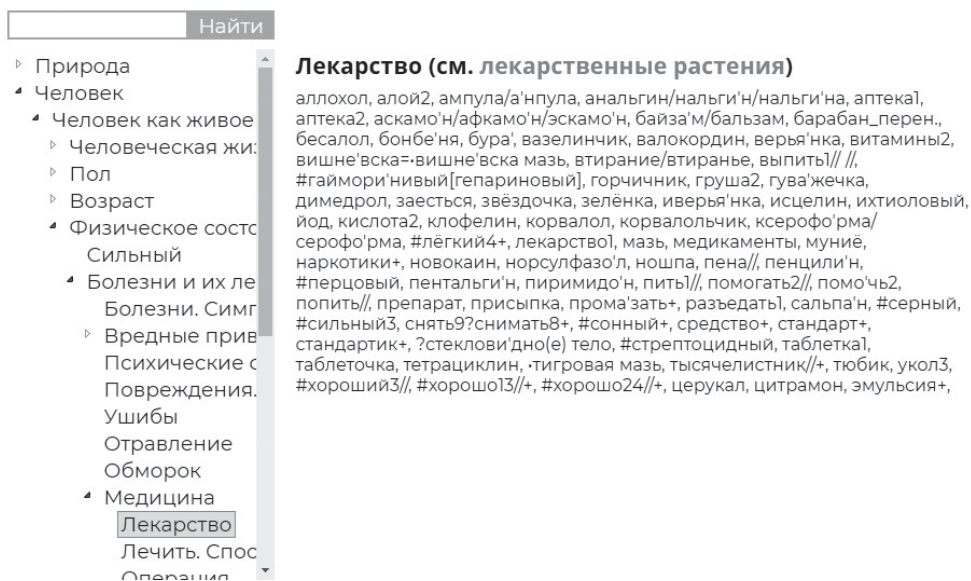 Найти
Природа
Человек
Человек как живое
Человеческая жи
Пол
Возраст
Физическое состо
Сильный
Болезни и их ле
Болезни. Симп
Вредные прив
Психические с
Повреждения.
Ушибы
Отравление
Обморок
Медицина
Лекарство
Лечить. Спос
Операция
Лекарство (см. лекарственные растения)
аллохол, алой2, ампула/а'нпула, анальгин/нальги'н/нальги'на, аптека1,
аптека2, аскамо'н/афкамо'н/эскамо'н, байза'м/бальзам, барабан_перен.,
бесалол, бонбе'ня, бура', вазелинчик, валокордин, верья'нка, витамины2,
вишне'вска=•вишне'вска мазь, втирание/втиранье, выпить1// //,
#гаймори'нивый[гепариновый], горчичник, груша2, гува'жечка,
димедрол, заесться, звёздочка, зелёнка, иверья'нка, исцелин, ихтиоловый,
йод, кислота2, клофелин, корвалол, корвалольчик, ксерофо'рма/
серофо'рма, #лёгкий4+, лекарство1, мазь, медикаменты, муниё,
наркотики+, новокаин, норсулфазо'л, ношпа, пена//, пенцили'н,
#перцовый, пентальги'н, пиримидо'н, пить1//, помогать2//, помо'чь2,
попить//, препарат, присыпка, прома'зать+, разъедать1, сальпа'н, #серный,
#сильный3, снять9?снимать8+, #сонный+, средство+, стандарт+,
стандартик+, ?стеклови'дно(е) тело, #стрептоцидный, таблетка1,
таблеточка, тетрациклин, •тигровая мазь, тысячелистник//+, тюбик, укол3,
#хороший3//, #хорошо13//+, #хорошо24//+, церукал, цитрамон, эмульсия+,